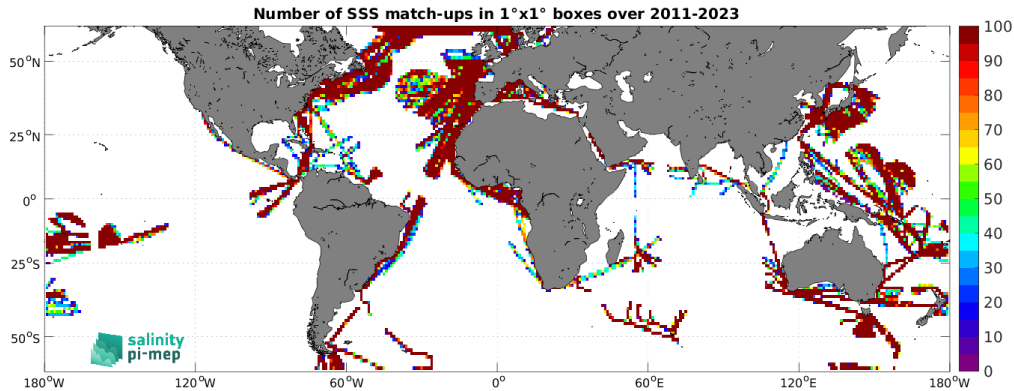 Number of SSS match-ups in 1°x1° boxes over 2011-2023
50°N
25°N
0°
25°S
50°S
180°W
120°W
60°W
0°
60°E
120°E
180°W
100
90
80
70
60
50
40
30
20
10
0
salinity
pi-mep